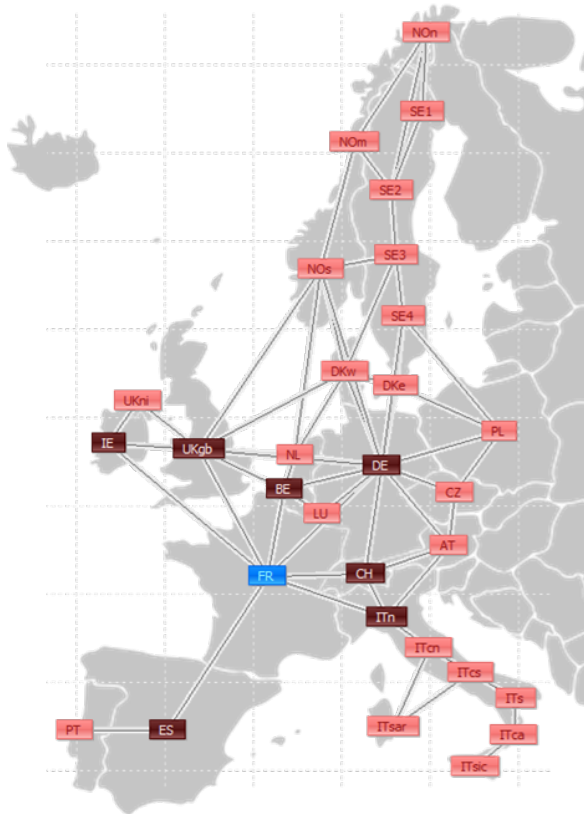 NOn
SE1
NOm
SE2
SE3
NOs
SE4
DKw
DKe
UKni
PL
IE
UKgb
NL
DE
BE
CZ
LU
AT
FR
CH
ITn
ITcn
ITcs
ITs
ITsar
PT
ES
ITca
ITsic